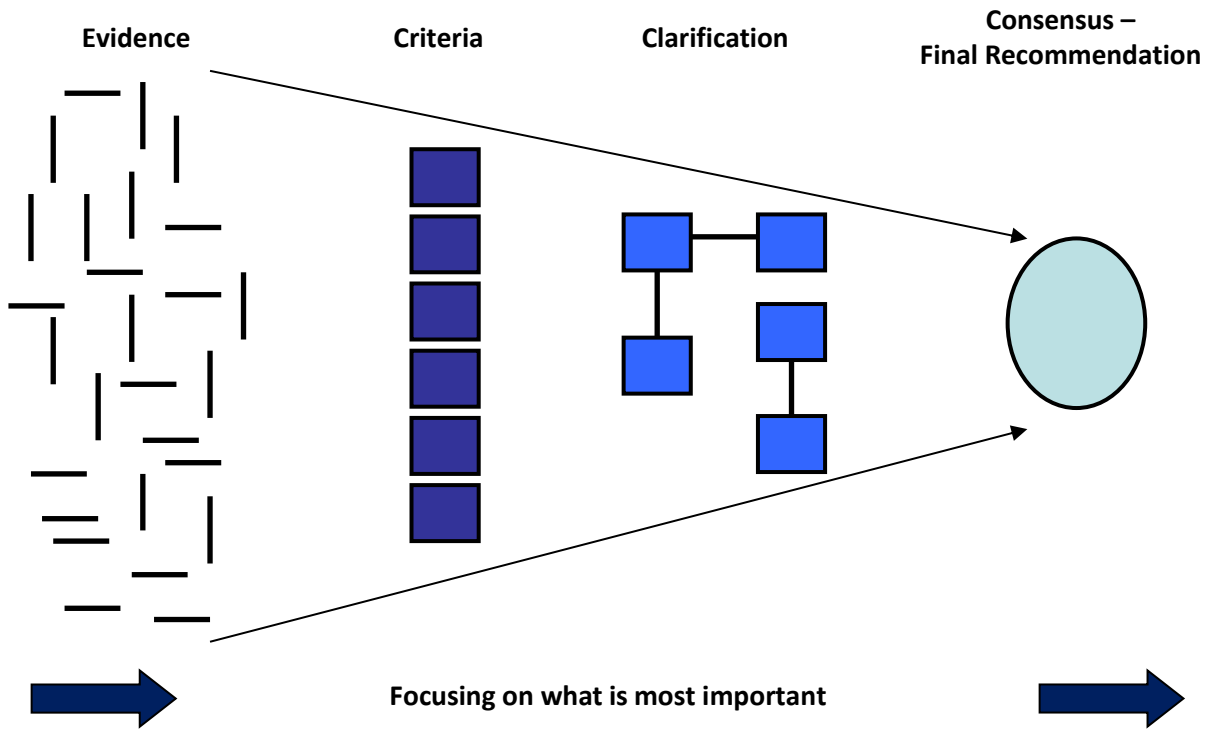 Evidence
Criteria
Clarification
Consensus –
Final Recommendation
Focusing on what is most important